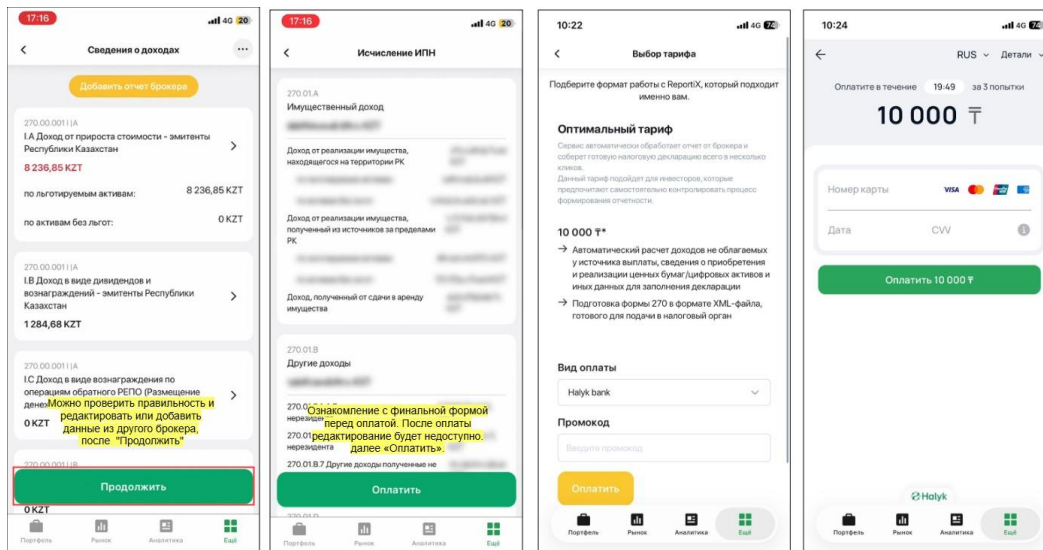 17:16
4G 20
Сведения о доходах
Добавить отчет брокера
270.00.001 | |A
I.A Доход от прироста стоимости - эмитенты
Республики Казахстан
8 236,85 KZT
по льготируемым активам:
8 236,85 KZT
по активам без льгот:
0 KZT
270.00.001 | |A
I.B Доход в виде дивидендов и
вознаграждений - эмитенты Республики
Казахстан
1 284,68 KZT
270.00.001 | |A
I.C Доход в виде вознаграждения по
операциям обратного РЕПО (Размещение
Можно проверить правильность и
редактировать или добавить
данные из другого брокера,
после "Продолжить"
0 KZT
270.00.001 | |B
Продолжить
0 KZT
Портфель
Рынок
Аналитика
Ещё
17:16
4G 20
Исчисление ИПН
270.01.A
Имущественный доход
Доход от реализации имущества,
находящегося на территории РК
Доход от реализации имущества,
полученный из источников за пределами
РК
Доход, полученный от сдачи в аренду
имущества
270.01.B
Другие доходы
Ознакомление с финальной формой
перед оплатой. После оплаты
редактирование будет недоступно.
далее «Оплатить».
нерезидента
нерезидента
270.01.B.7 Другие доходы полученные не
Оплатить
Портфель
Рынок
Аналитика
Ещё
10:22
4G 74
Выбор тарифа
Подберите формат работы с ReportiX, который подходит
именно вам.
Оптимальный тариф
Сервис автоматически обработает отчет от брокера и
соберет готовую налоговую декларацию всего в несколько
кликов.
Данный тариф подойдет для инвесторов, которые
предпочитают самостоятельно контролировать процесс
формирования отчетности.
10 000 ₸*
→ Автоматический расчет доходов не облагаемых
у источника выплаты, сведения о приобретения
и реализации ценных бумаг/цифровых активов и
иных данных для заполнения декларации
→ Подготовка формы 270 в формате XML-файла,
готового для подачи в налоговый орган
Вид оплаты
Halyk bank
Промокод
Введите промокод
Оплатить
Портфель
Рынок
Аналитика
Ещё
10:24
4G 74
RUS
Детали
Оплатите в течение 19:49 за 3 попытки
10 000 ₸
Номер карты
VISA
Дата
CVV
Оплатить 10 000 ₸
Halyk
Портфель
Рынок
Аналитика
Ещё